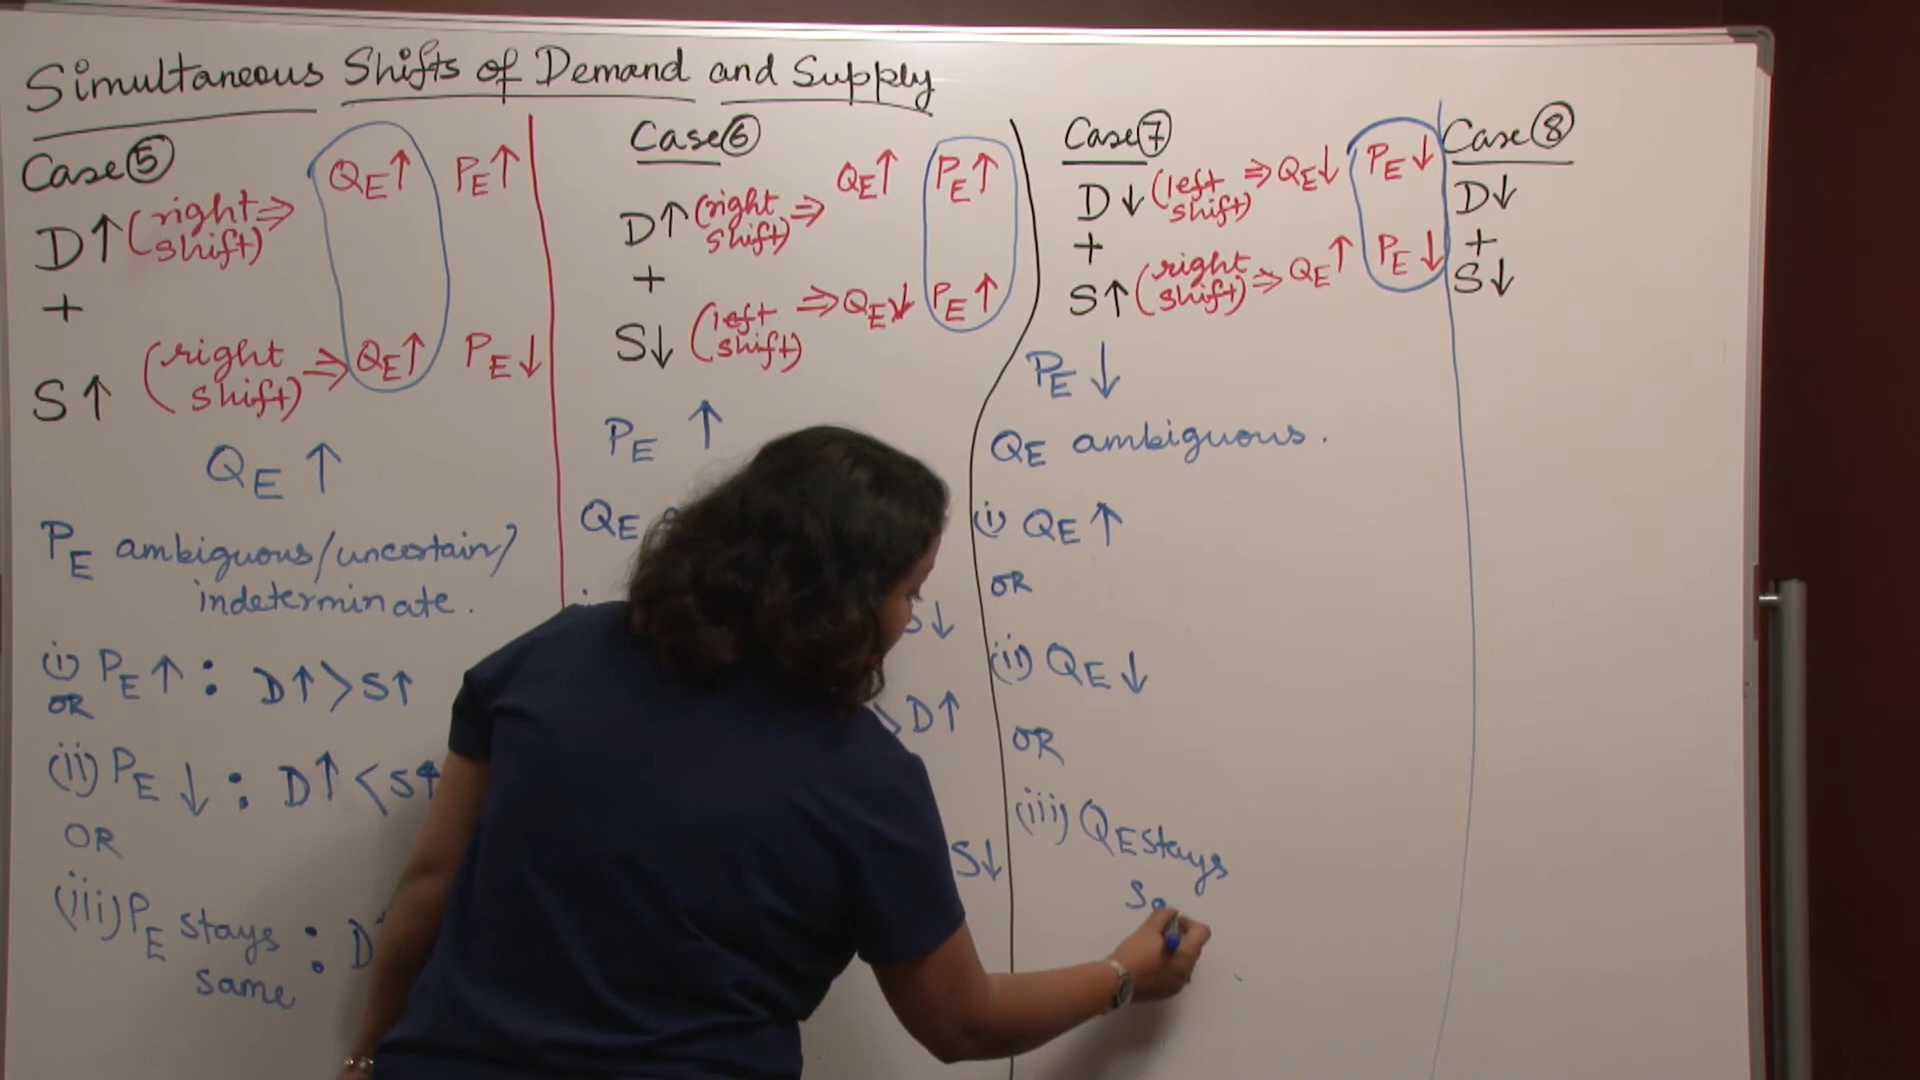 Simultaneous Shifts of Demand and Supply
Case ⑤
QE↑ PE↑
D↑ (right shift) ⇒
+
S↑ (right shift) ⇒ QE↑ PE↓
QE ↑
PE ambiguous/uncertain/
indeterminate.
(i) PE↑ : D↑ > S↑
OR
(ii) PE ↓ : D↑ < S↑
OR
(iii) PE stays : D
same
Case ⑥
QE↑ PE↑
D↑ (right shift) ⇒
+
S↓ (left shift) ⇒ QE↓ PE↑
PE ↑
QE
S↓
> D↑
S↓
Case ⑦
D↓ (left shift) ⇒ QE↓ PE↓
+
S↑ (right shift) ⇒ QE↑ PE↓
PE ↓
QE ambiguous.
(i) QE↑
OR
(ii) QE↓
OR
(iii) QE stays
sa
Case ⑧
D↓
+
S↓